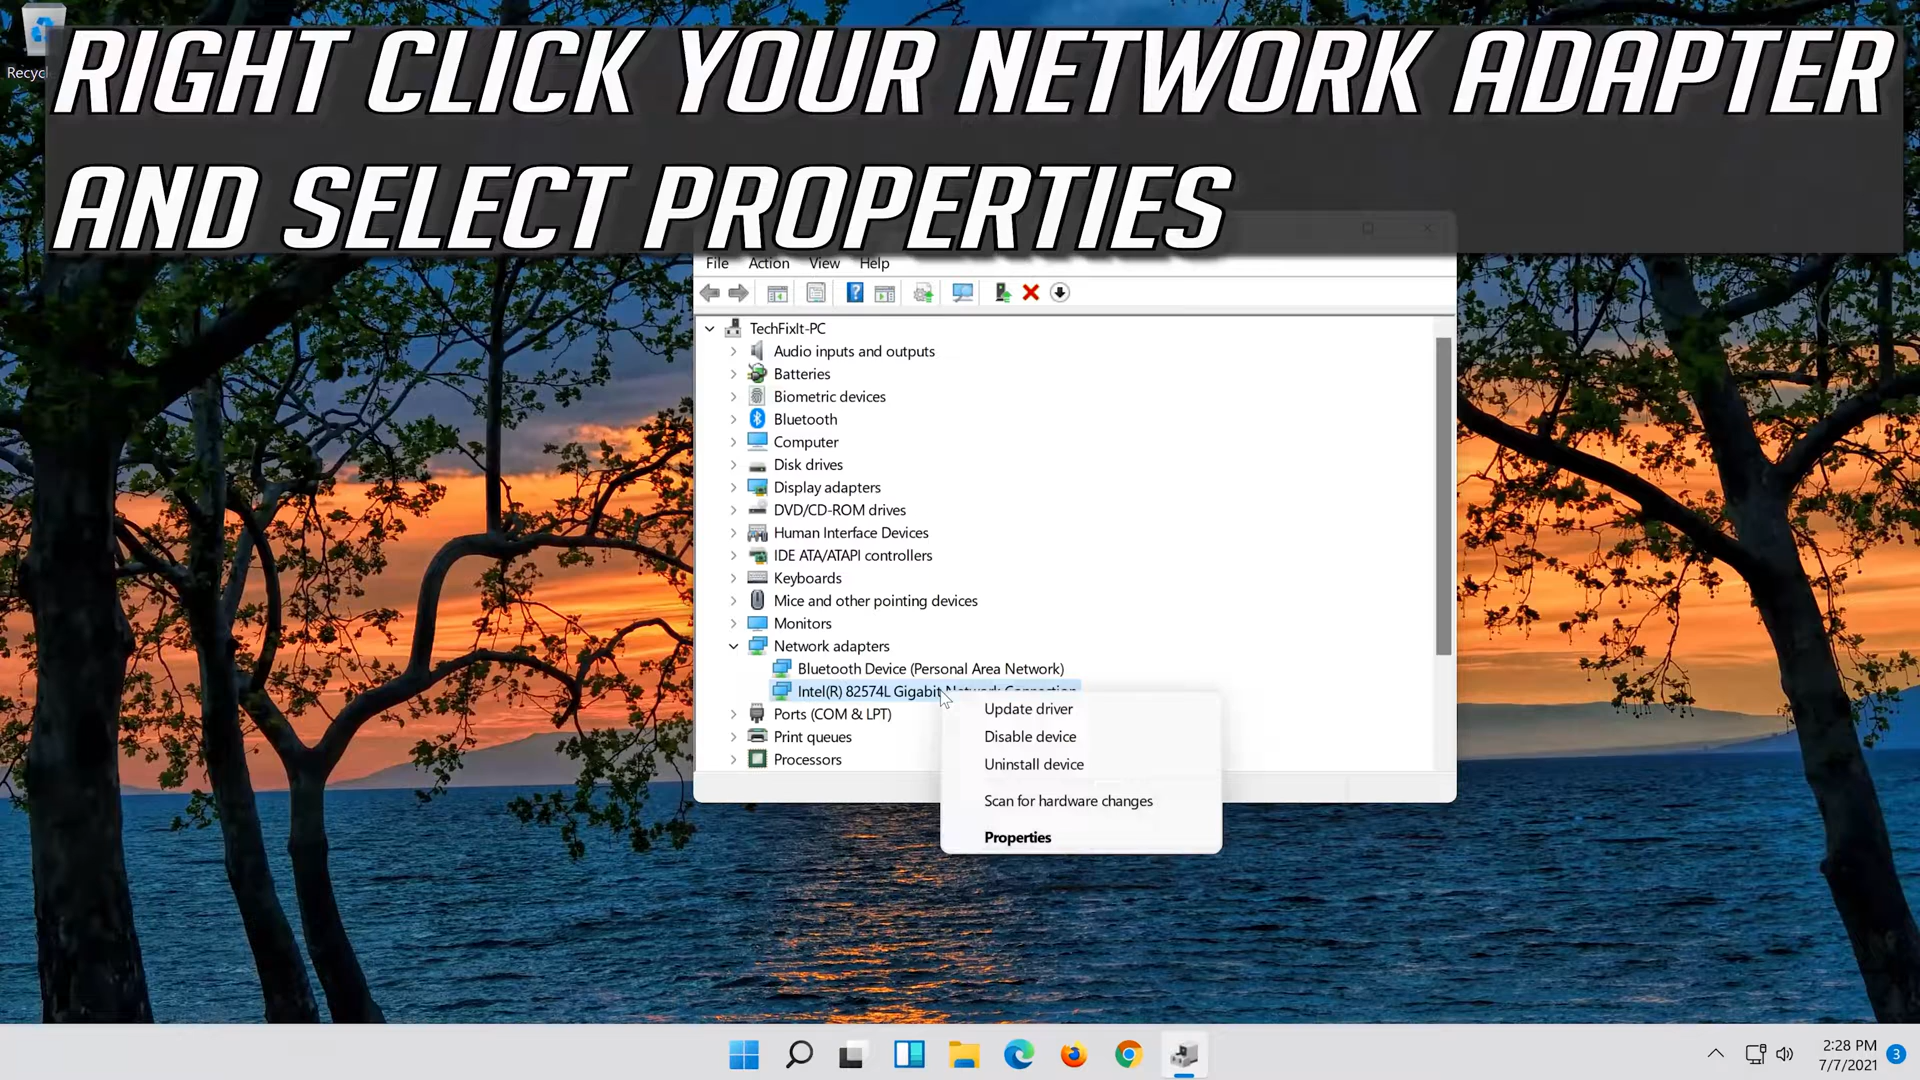 RIGHT CLICK YOUR NETWORK ADAPTER
AND SELECT PROPERTIES
Recyc
File Action View Help
TechFixIt-PC
Audio inputs and outputs
Batteries
Biometric devices
Bluetooth
Computer
Disk drives
Display adapters
DVD/CD-ROM drives
Human Interface Devices
IDE ATA/ATAPI controllers
Keyboards
Mice and other pointing devices
Monitors
Network adapters
Bluetooth Device (Personal Area Network)
Intel(R) 82574L Gigabit Network Connection
Ports (COM & LPT)
Print queues
Processors
Update driver
Disable device
Uninstall device
Scan for hardware changes
Properties
2:28 PM
7/7/2021
3